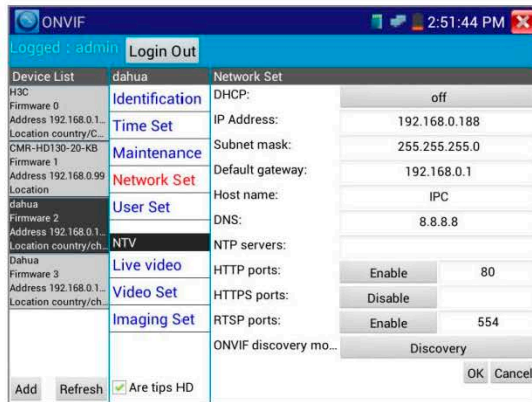 ONVIF
2:51:44 PM
Logged : admin
Login Out
Device List
H3C
Firmware 0
Address 192.168.0.1...
Location country/C...
CMR-HD130-20-KB
Firmware 1
Address 192.168.0.99
Location
dahua
Firmware 2
Address 192.168.0.1...
Location country/ch...
Dahua
Firmware 3
Address 192.168.0.1...
Location country/ch...
Add Refresh
dahua
Identification
Time Set
Maintenance
Network Set
User Set
NTV
Live video
Video Set
Imaging Set
Are tips HD
Network Set
DHCP: off
IP Address: 192.168.0.188
Subnet mask: 255.255.255.0
Default gateway: 192.168.0.1
Host name: IPC
DNS: 8.8.8.8
NTP servers:
HTTP ports: Enable 80
HTTPS ports: Disable
RTSP ports: Enable 554
ONVIF discovery mo... Discovery
OK Cancel